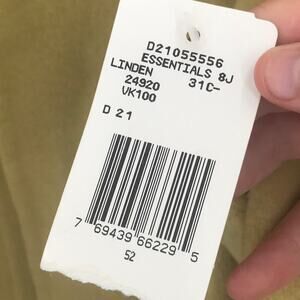 D21055556
ESSENTIALS 8J
LINDEN 31C-
24920
VK100
D 21
7 69439 66229 5
52